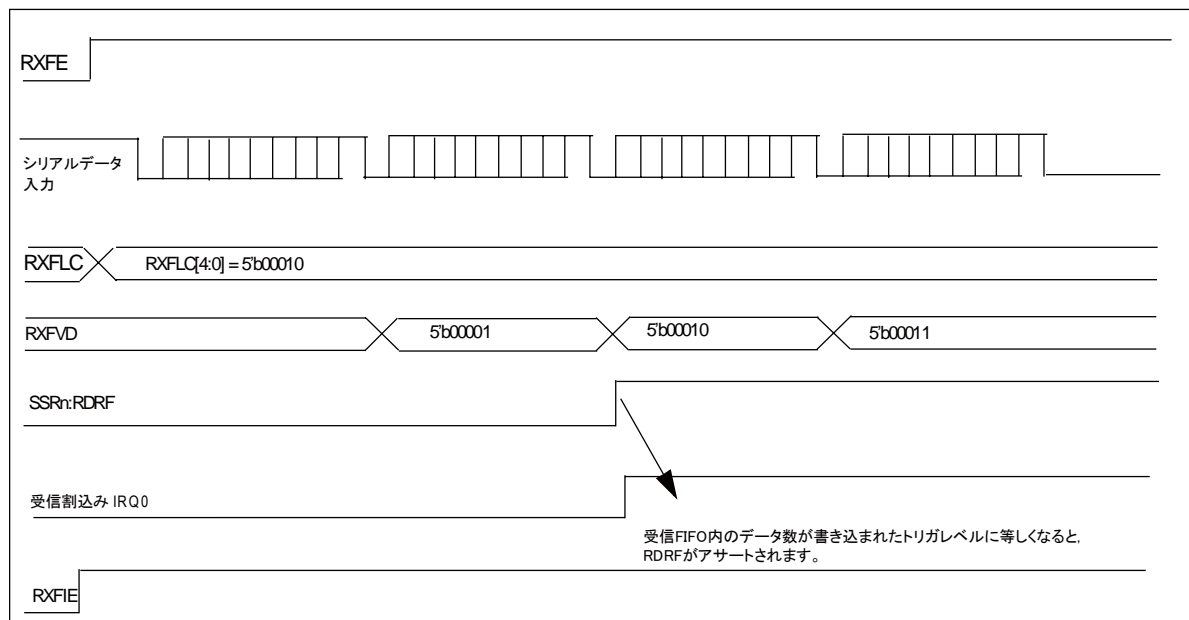 RXFE
シリアルデータ
入力
RXFLC
RXFLC[4:0] = 5'b00010
RXFVD
5'b00001
5'b00010
5'b00011
SSRn:RDRF
受信割込み IRQ0
受信FIFO内のデータ数が書き込まれたトリガレベルに等しくなると,
RDRFがアサートされます。
RXFIE